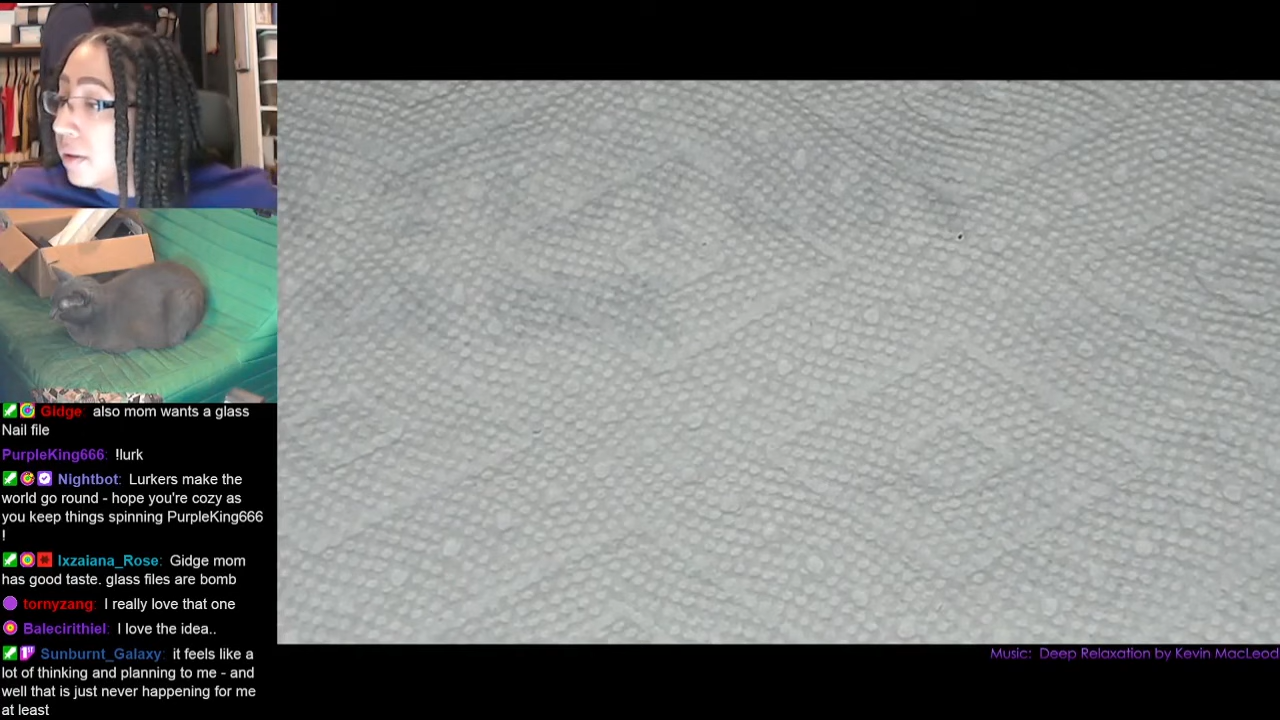 Gidge also mom wants a glass
Nail file
PurpleKing666: !lurk
Nightbot: Lurkers make the
world go round - hope you're cozy as
you keep things spinning PurpleKing666
!
Ixzaiana_Rose: Gidge mom
has good taste. glass files are bomb
tornyzang: I really love that one
Balecirithiel: I love the idea..
Sunburnt_Galaxy: it feels like a
lot of thinking and planning to me - and
well that is just never happening for me
at least
Music: Deep Relaxation by Kevin MacLeod